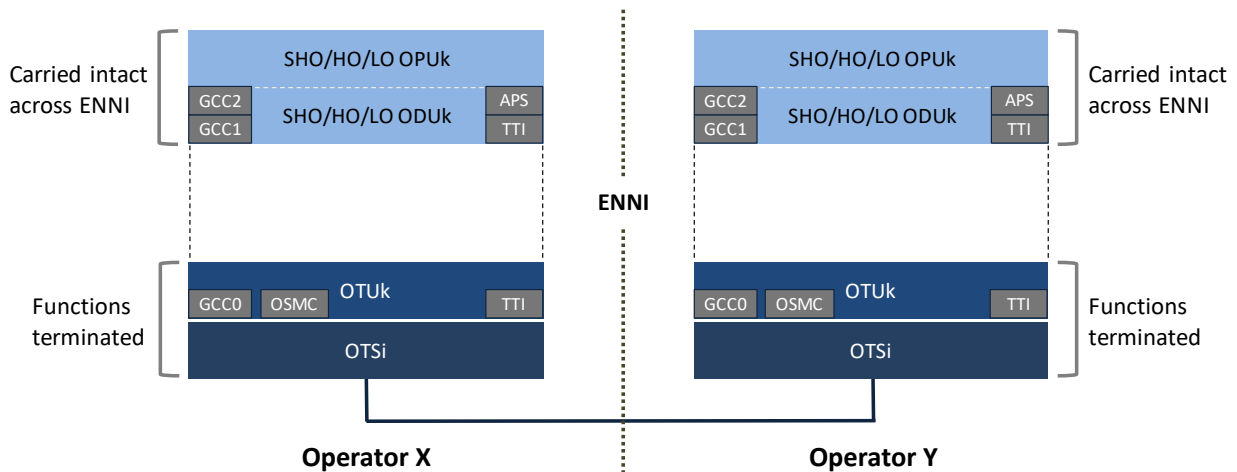 SHO/HO/LO OPUk
SHO/HO/LO OPUk
Carried intact
across ENNI
GCC2
APS
GCC1
SHO/HO/LO ODUk
TTI
GCC2
APS
GCC1
SHO/HO/LO ODUk
TTI
Carried intact
across ENNI
ENNI
Functions
terminated
OTUk
GCC0
OSMC
TTI
OTSi
OTUk
GCC0
OSMC
TTI
OTSi
Functions
terminated
Operator X
Operator Y